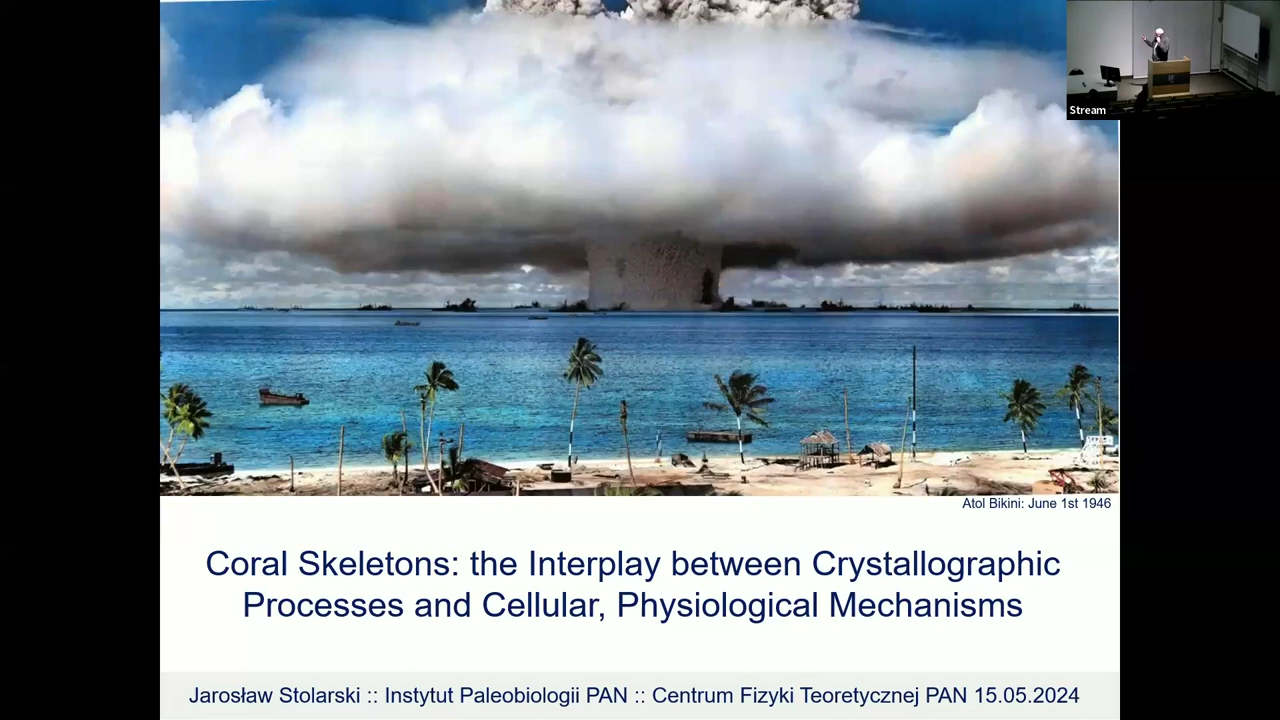 Stream
Atol Bikini: June 1st 1946
Coral Skeletons: the Interplay between Crystallographic
Processes and Cellular, Physiological Mechanisms
Jarosław Stolarski :: Instytut Paleobiologii PAN :: Centrum Fizyki Teoretycznej PAN 15.05.2024